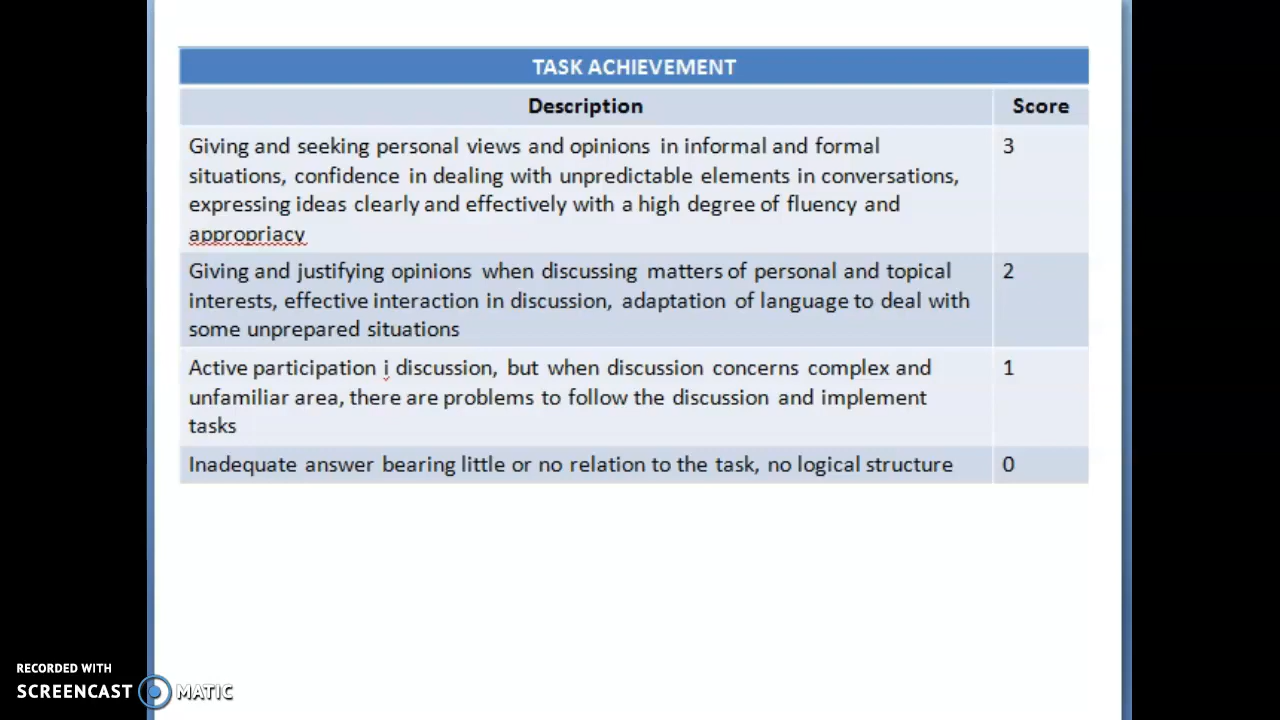 TASK ACHIEVEMENT
Description Score
Giving and seeking personal views and opinions in informal and formal 3
situations, confidence in dealing with unpredictable elements in conversations,
expressing ideas clearly and effectively with a high degree of fluency and
appropriacy
Giving and justifying opinions when discussing matters of personal and topical 2
interests, effective interaction in discussion, adaptation of language to deal with
some unprepared situations
Active participation i discussion, but when discussion concerns complex and 1
unfamiliar area, there are problems to follow the discussion and implement
tasks
Inadequate answer bearing little or no relation to the task, no logical structure 0
RECORDED WITH
SCREENCAST MATIC